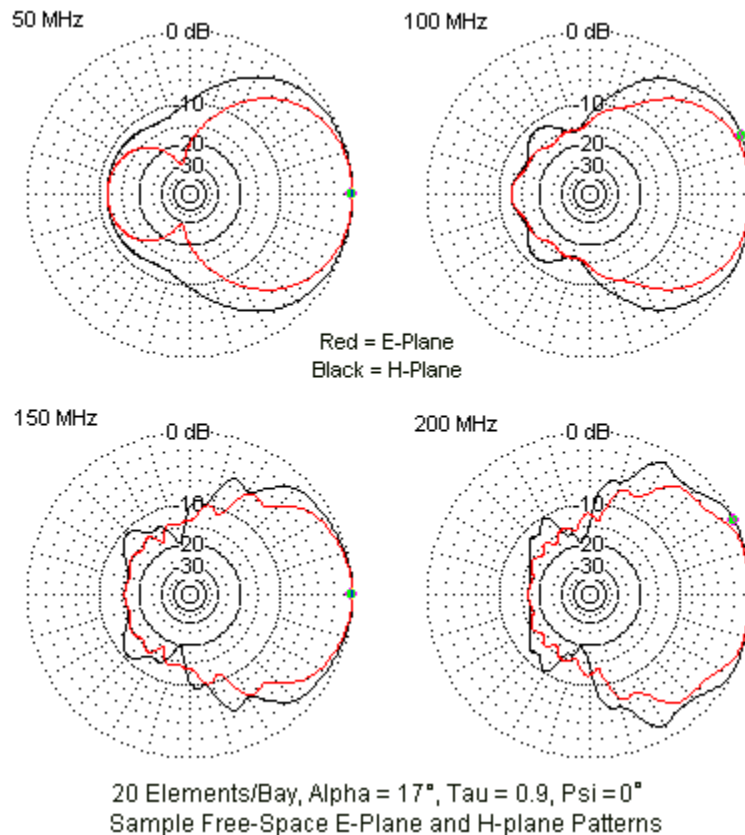 50 MHz
0 dB
10
20
30
100 MHz
0 dB
10
20
30
Red = E-Plane
Black = H-Plane
150 MHz
0 dB
10
20
30
200 MHz
0 dB
10
20
30
20 Elements/Bay, Alpha = 17°, Tau = 0.9, Psi = 0°
Sample Free-Space E-Plane and H-plane Patterns